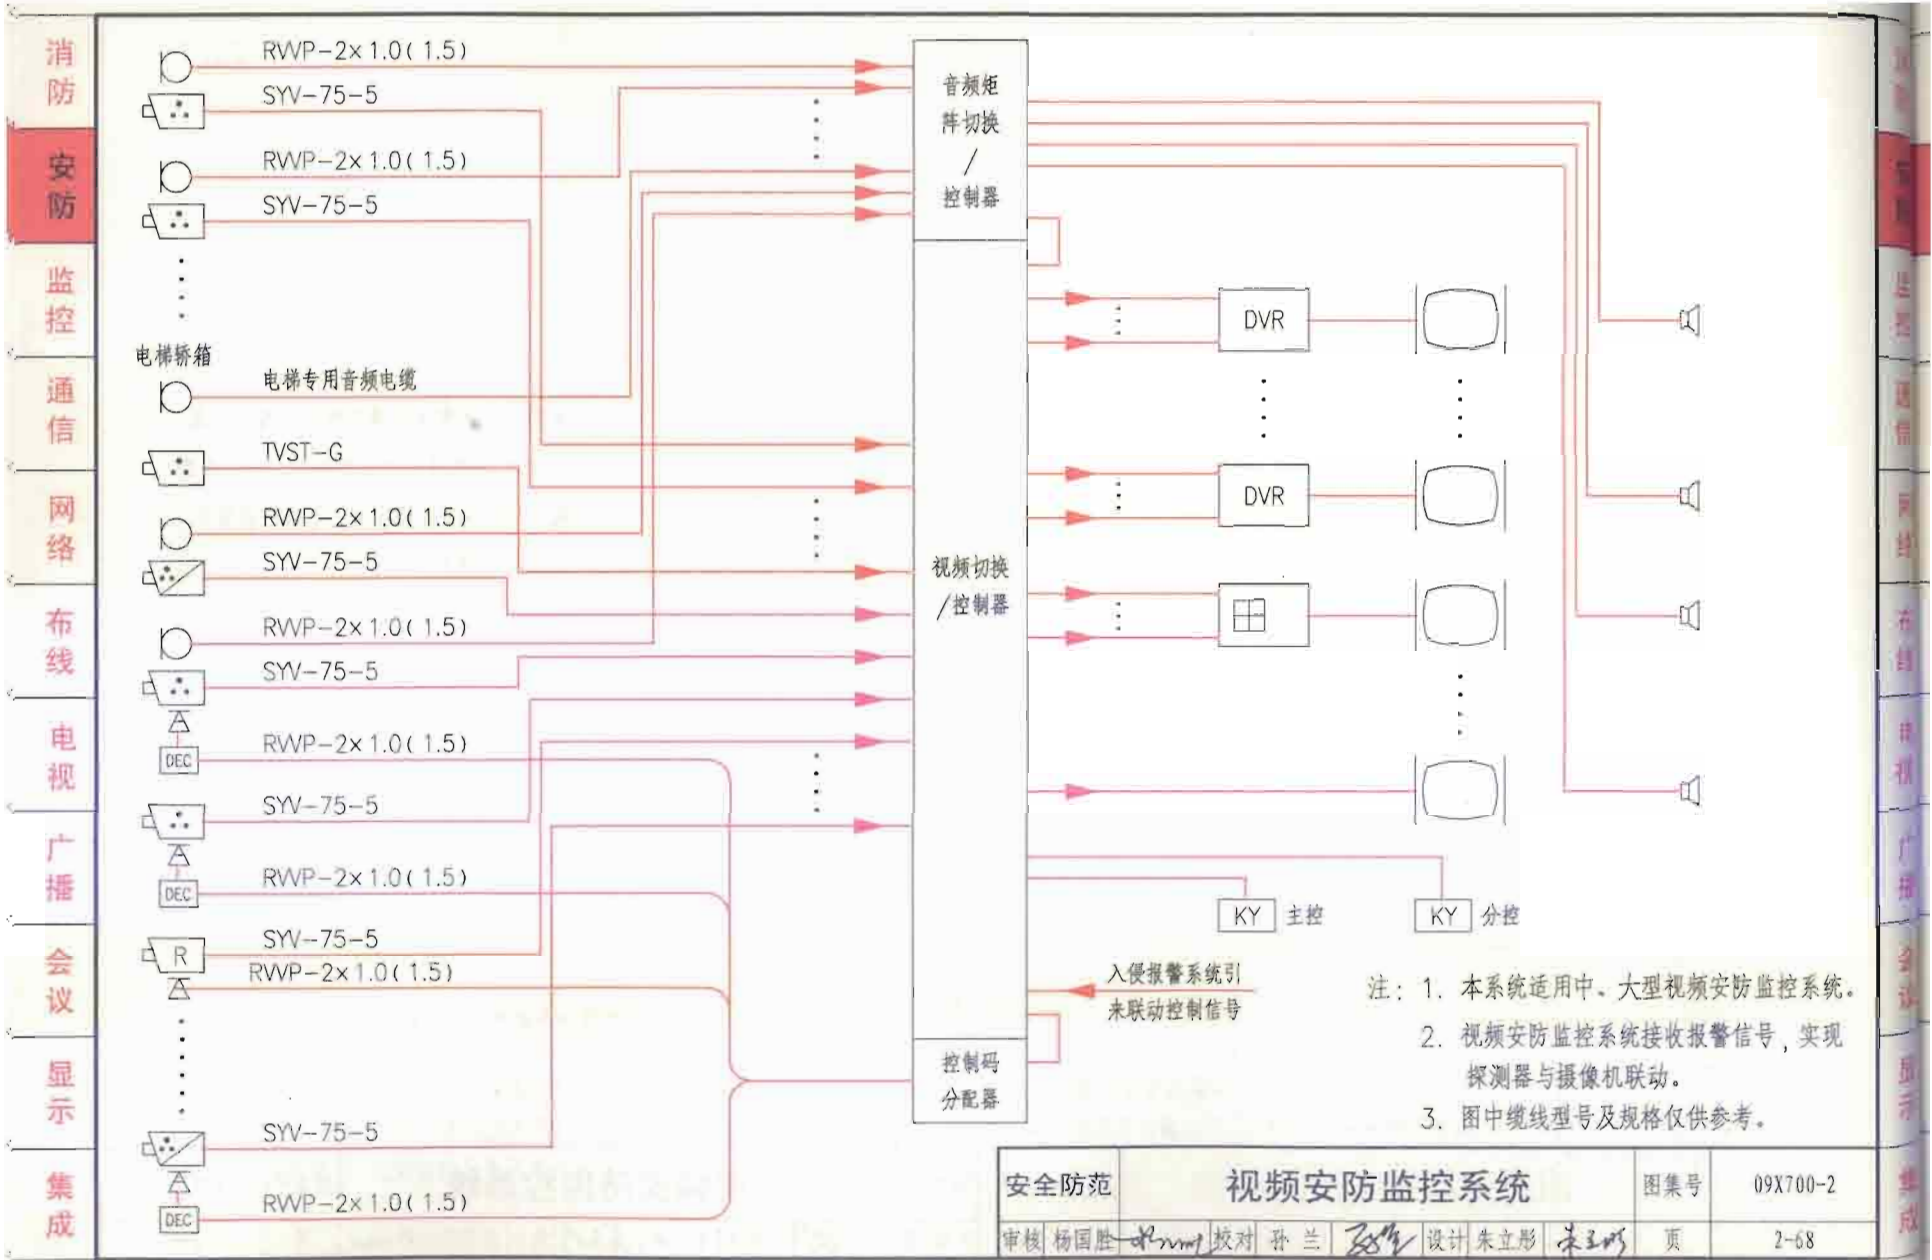 消防
安防
监控
通信
网络
布线
电视
广播
会议
显示
集成
RVVP-2×1.0(1.5)
SYV-75-5
RVVP-2×1.0(1.5)
SYV-75-5
电梯轿箱
电梯专用音频电缆
TVST-G
RVVP-2×1.0(1.5)
SYV-75-5
RVVP-2×1.0(1.5)
SYV-75-5
RVVP-2×1.0(1.5)
DEC
SYV-75-5
RVVP-2×1.0(1.5)
DEC
SYV-75-5
R
RVVP-2×1.0(1.5)
SYV-75-5
RVVP-2×1.0(1.5)
DEC
音频矩
阵切换
/
控制器
视频切换
/控制器
控制码
分配器
DVR
DVR
KY 主控
KY 分控
入侵报警系统引
来联动控制信号
注: 1. 本系统适用中、大型视频安防监控系统。
2. 视频安防监控系统接收报警信号,实现
探测器与摄像机联动。
3. 图中缆线型号及规格仅供参考。
安全防范 视频安防监控系统 图集号 09X700-2
审核 杨国胜 校对 孙兰 设计 朱立彤 页 2-68